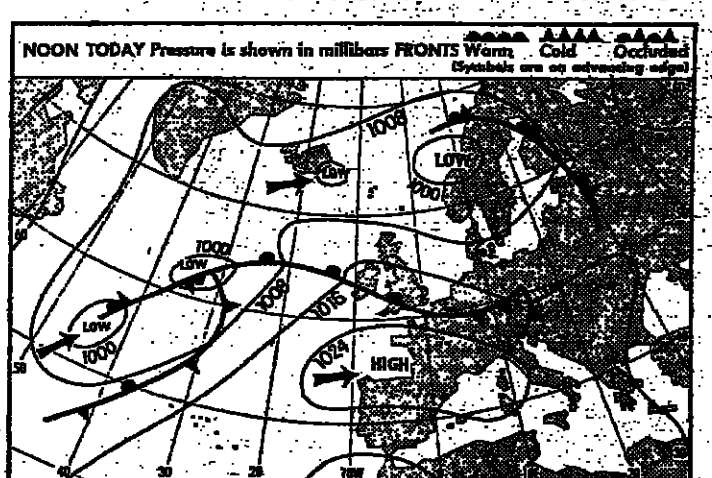 NOON TODAY Pressure is shown in millibars FRONTS Warm Cold Occluded
(Symbols are on advancing edge)
1008
LOW
LOW
1000
60
1000
LOW
1008
1016
LOW
1000
1024
HIGH
50
40
30
20
10W